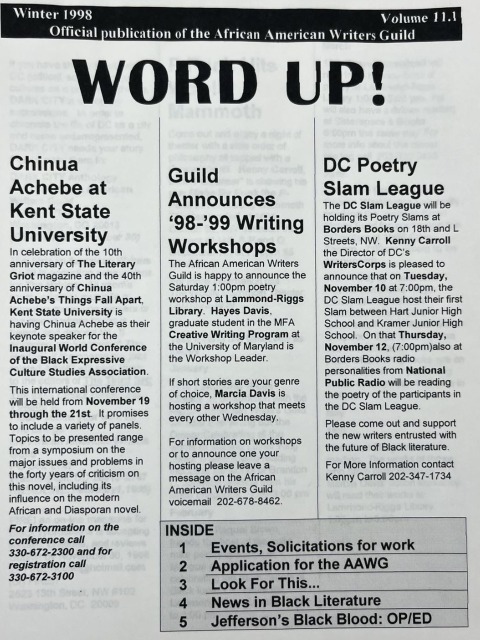 Winter 1998
Volume 11.1
Official publication of the African American Writers Guild
WORD UP!
Chinua
Achebe at
Kent State
University
In celebration of the 10th
anniversary of The Literary
Griot magazine and the 40th
anniversary of Chinua
Achebe's Things Fall Apart,
Kent State University is
having Chinua Achebe as their
keynote speaker for the
Inaugural World Conference
of the Black Expressive
Culture Studies Association.
This international conference
will be held from November 19
through the 21st. It promises
to include a variety of panels.
Topics to be presented range
from a symposium on the
major issues and problems in
the forty years of criticism on
this novel, including its
influence on the modern
African and Diasporan novel.
For information on the
conference call
330-672-2300 and for
registration call
330-672-3100
Guild
Announces
'98-'99 Writing
Workshops
The African American Writers
Guild is happy to announce the
Saturday 1:00pm poetry
workshop at Lammond-Riggs
Library. Hayes Davis,
graduate student in the MFA
Creative Writing Program at
the University of Maryland is
the Workshop Leader.
If short stories are your genre
of choice, Marcia Davis is
hosting a workshop that meets
every other Wednesday.
For information on workshops
or to announce one your
hosting please leave a
message on the African
American Writers Guild
voicemail 202-678-8462.
DC Poetry
Slam League
The DC Slam League will be
holding its Poetry Slams at
Borders Books on 18th and L
Streets, NW. Kenny Carroll
the Director of DC's
WritersCorps is pleased to
announce that on Tuesday,
November 10 at 7:00pm, the
DC Slam League host their first
Slam between Hart Junior High
School and Kramer Junior High
School. On that Thursday,
November 12, (7:00pm)also at
Borders Books radio
personalities from National
Public Radio will be reading
the poetry of the participants in
the DC Slam League.
Please come out and support
the new writers entrusted with
the future of Black literature.
For More Information contact
Kenny Carroll 202-347-1734
INSIDE
1 Events, Solicitations for work
2 Application for the AAWG
3 Look For This...
4 News in Black Literature
5 Jefferson's Black Blood: OP/ED